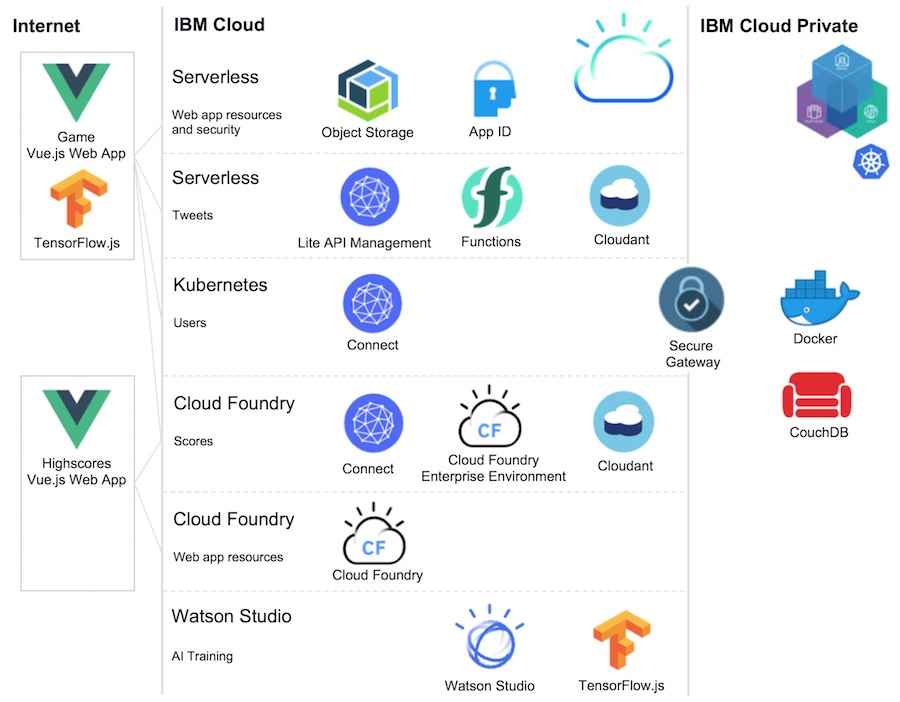 Internet
IBM Cloud
IBM Cloud Private
Game
Vue.js Web App
TensorFlow.js
Highscores
Vue.js Web App
Serverless
Web app resources
and security
Object Storage
App ID
Serverless
Tweets
Lite API Management
Functions
Cloudant
Kubernetes
Users
Connect
Secure
Gateway
Docker
Cloud Foundry
Scores
Connect
CF
Cloud Foundry
Enterprise Environment
Cloudant
CouchDB
Cloud Foundry
Web app resources
CF
Cloud Foundry
Watson Studio
AI Training
Watson Studio
TensorFlow.js